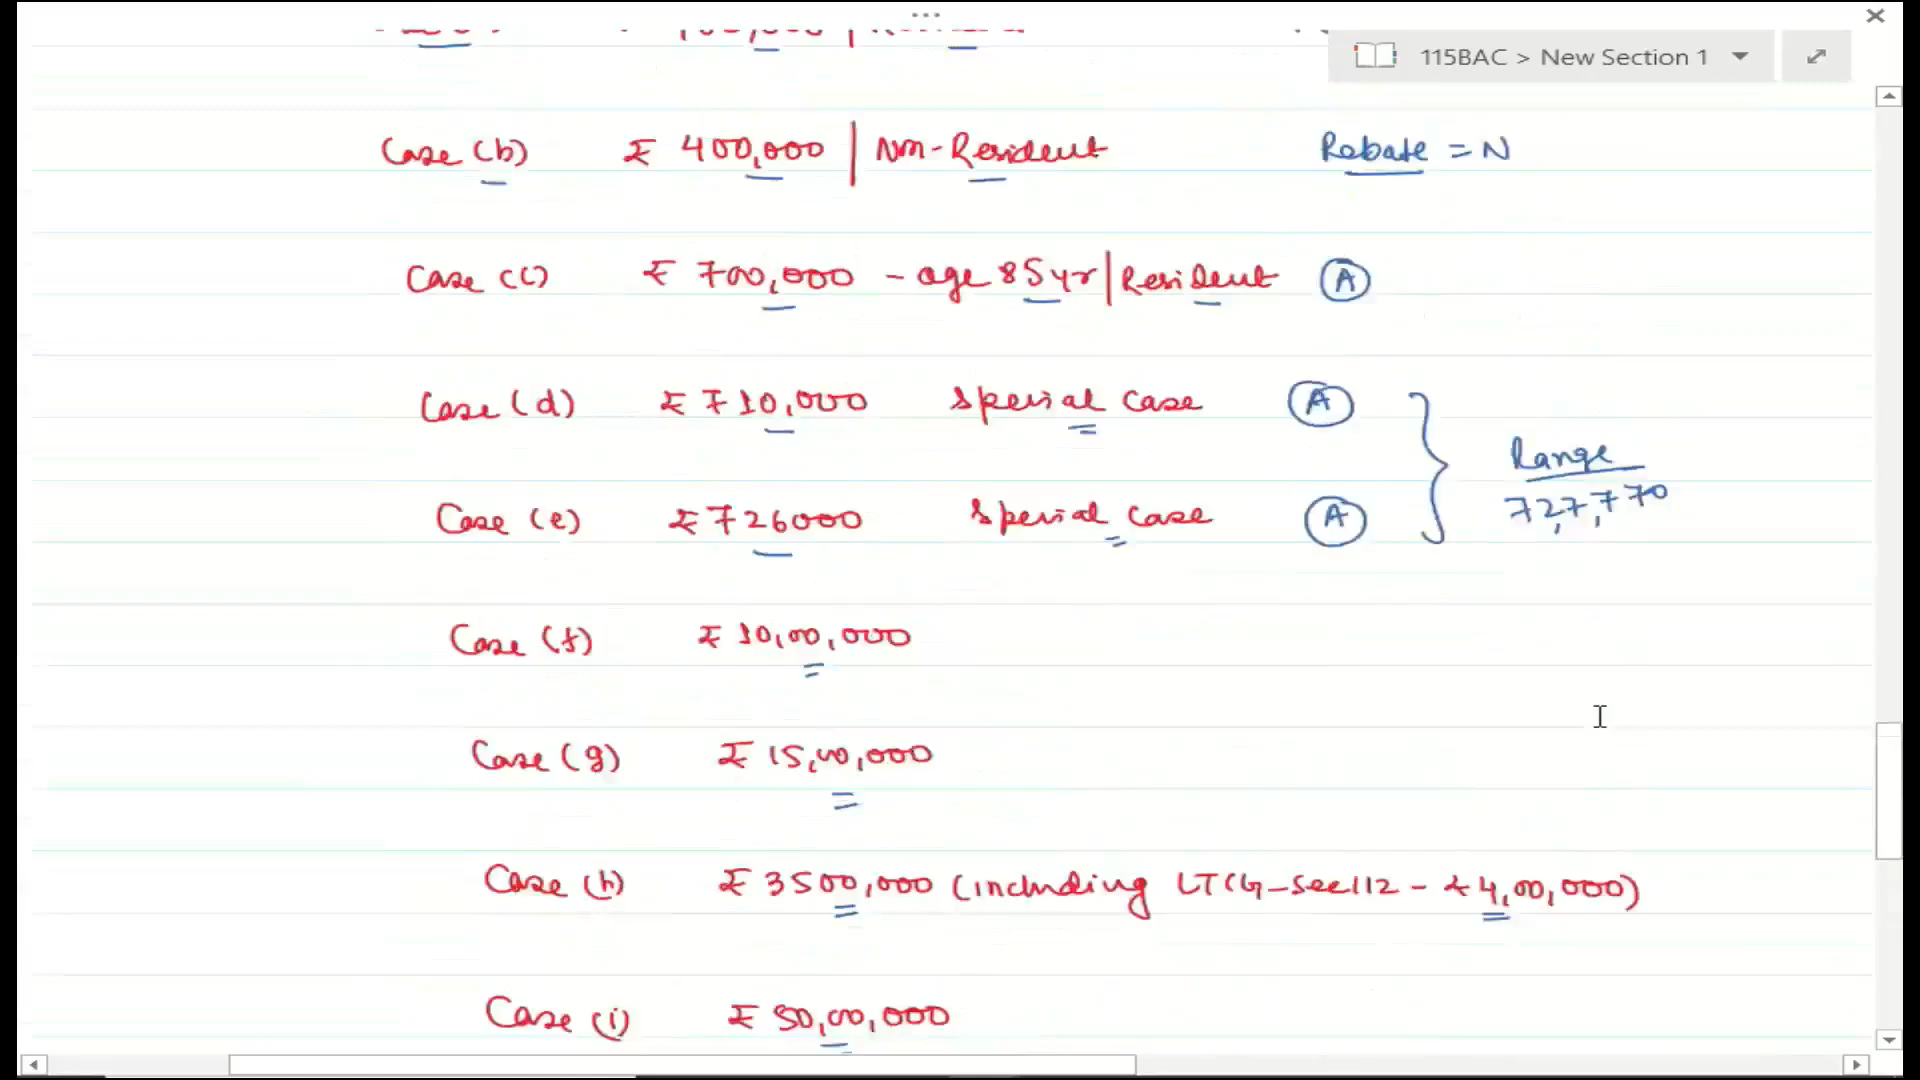 115BAC > New Section 1
Case (b) ₹ 400,000 | Non-Resident Rebate = N
Case (c) ₹ 700,000 - age 85 yr | Resident A
Case (d) ₹ 710,000 Special Case A
Range
727,770
Case (e) ₹ 726000 Special Case A
Case (f) ₹ 10,00,000
Case (g) ₹ 15,00,000
Case (h) ₹ 3500,000 (including LTCG-Sec112 - ₹ 4,00,000)
Case (i) ₹ 50,00,000